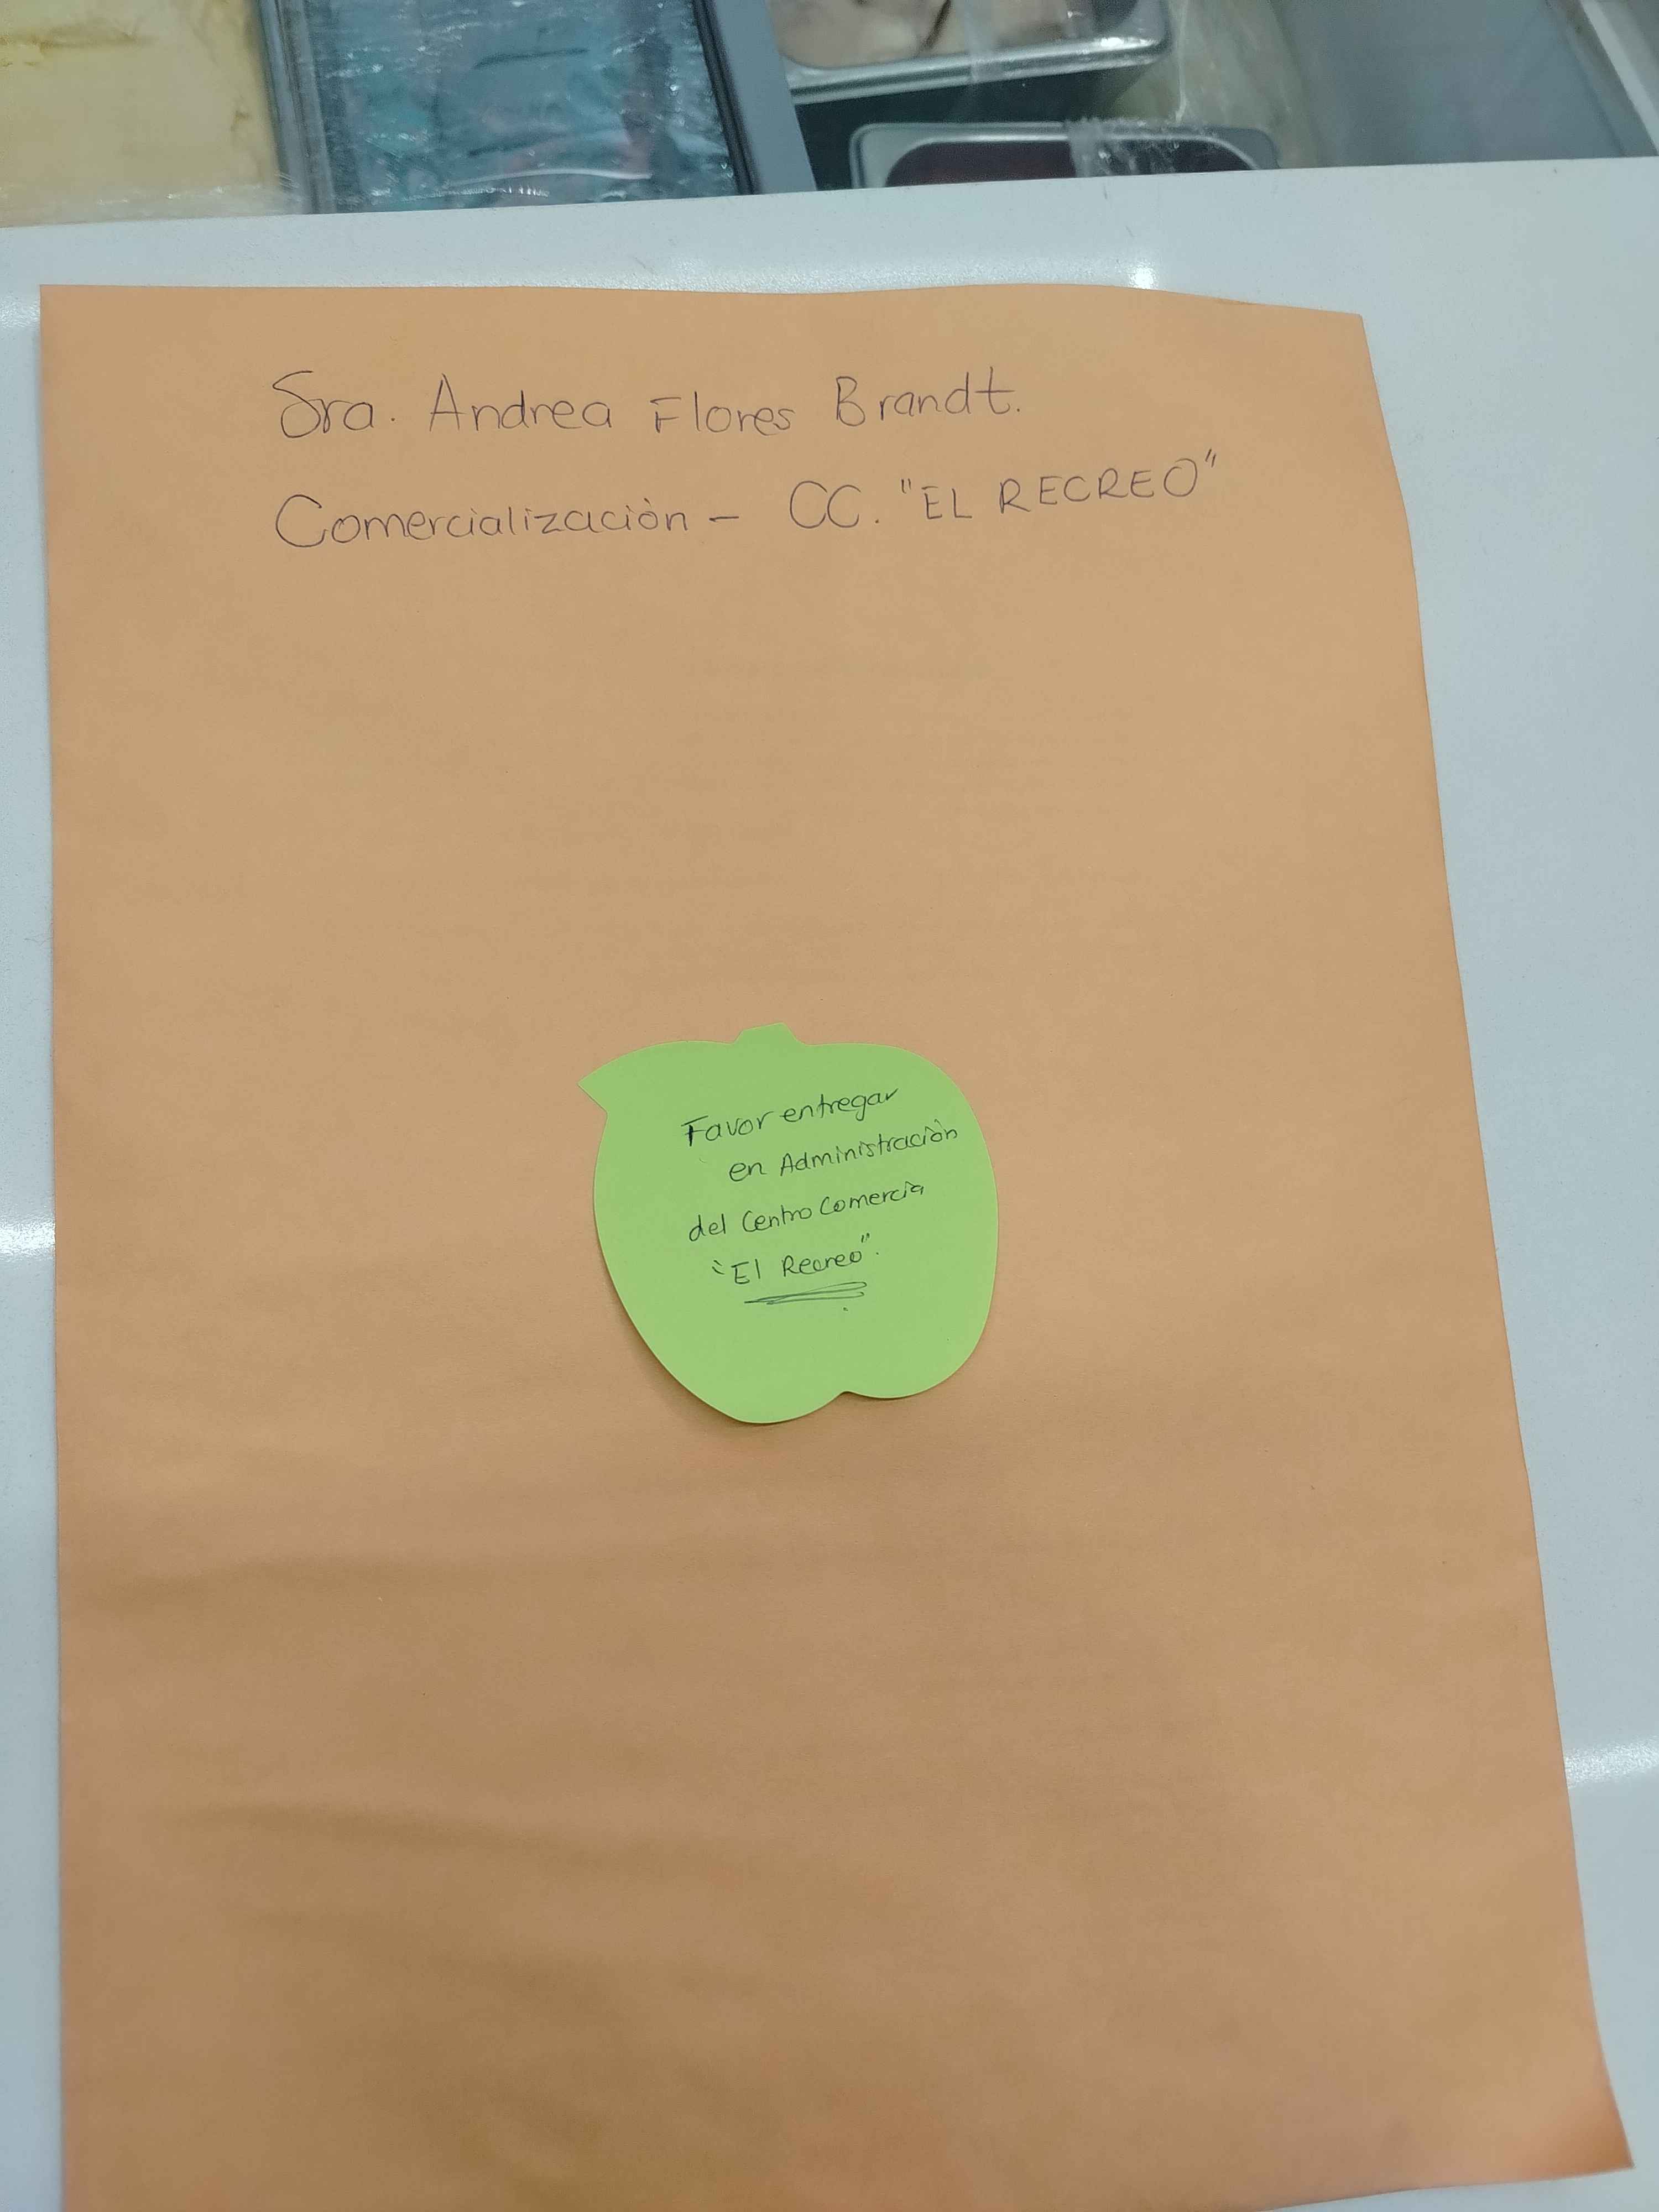 Sra. Andrea Flores Brandt.
Comercialización - CC. "EL RECREO"
Favor entregar
en Administración
del Centro Comercia
"El Recreo".